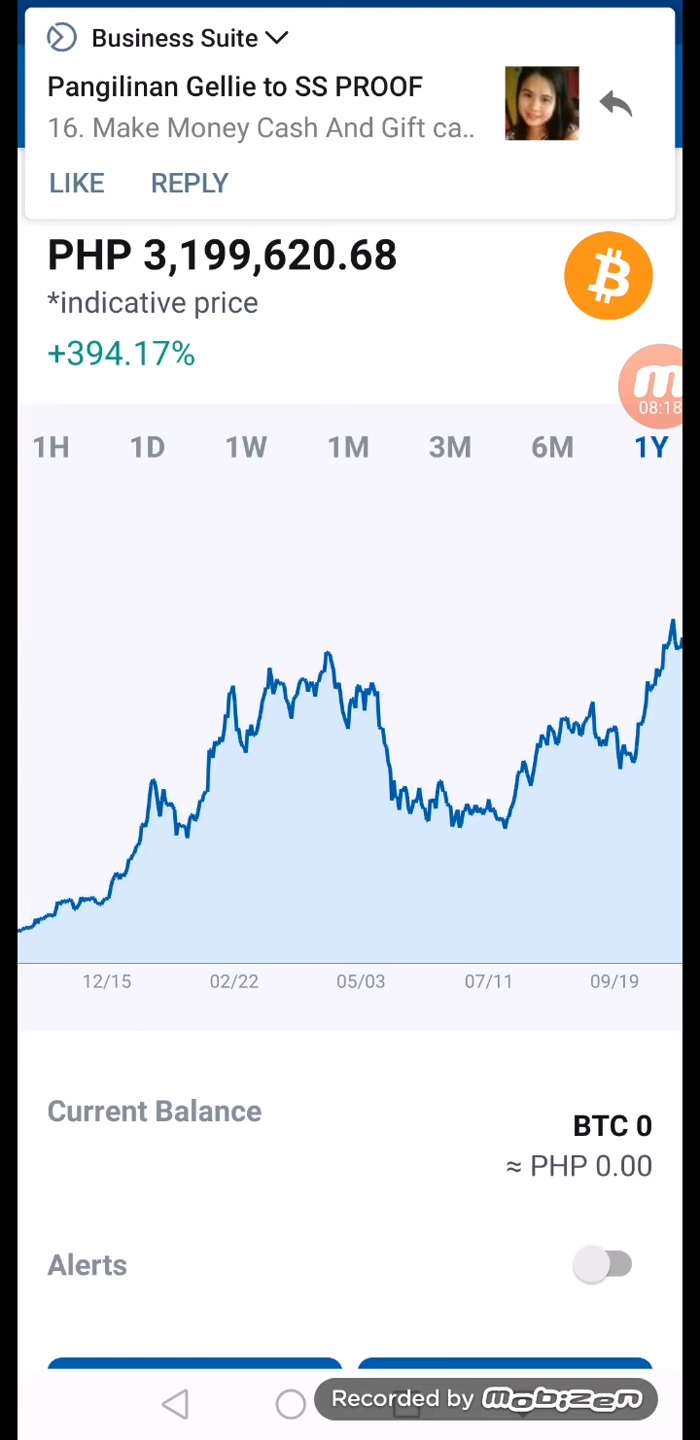 Business Suite
Pangilinan Gellie to SS PROOF
16. Make Money Cash And Gift ca..
LIKE REPLY
PHP 3,199,620.68
*indicative price
+394.17%
08:18
1H 1D 1W 1M 3M 6M 1Y
12/15 02/22 05/03 07/11 09/19
Current Balance
BTC 0
≈ PHP 0.00
Alerts
Recorded by mobizen